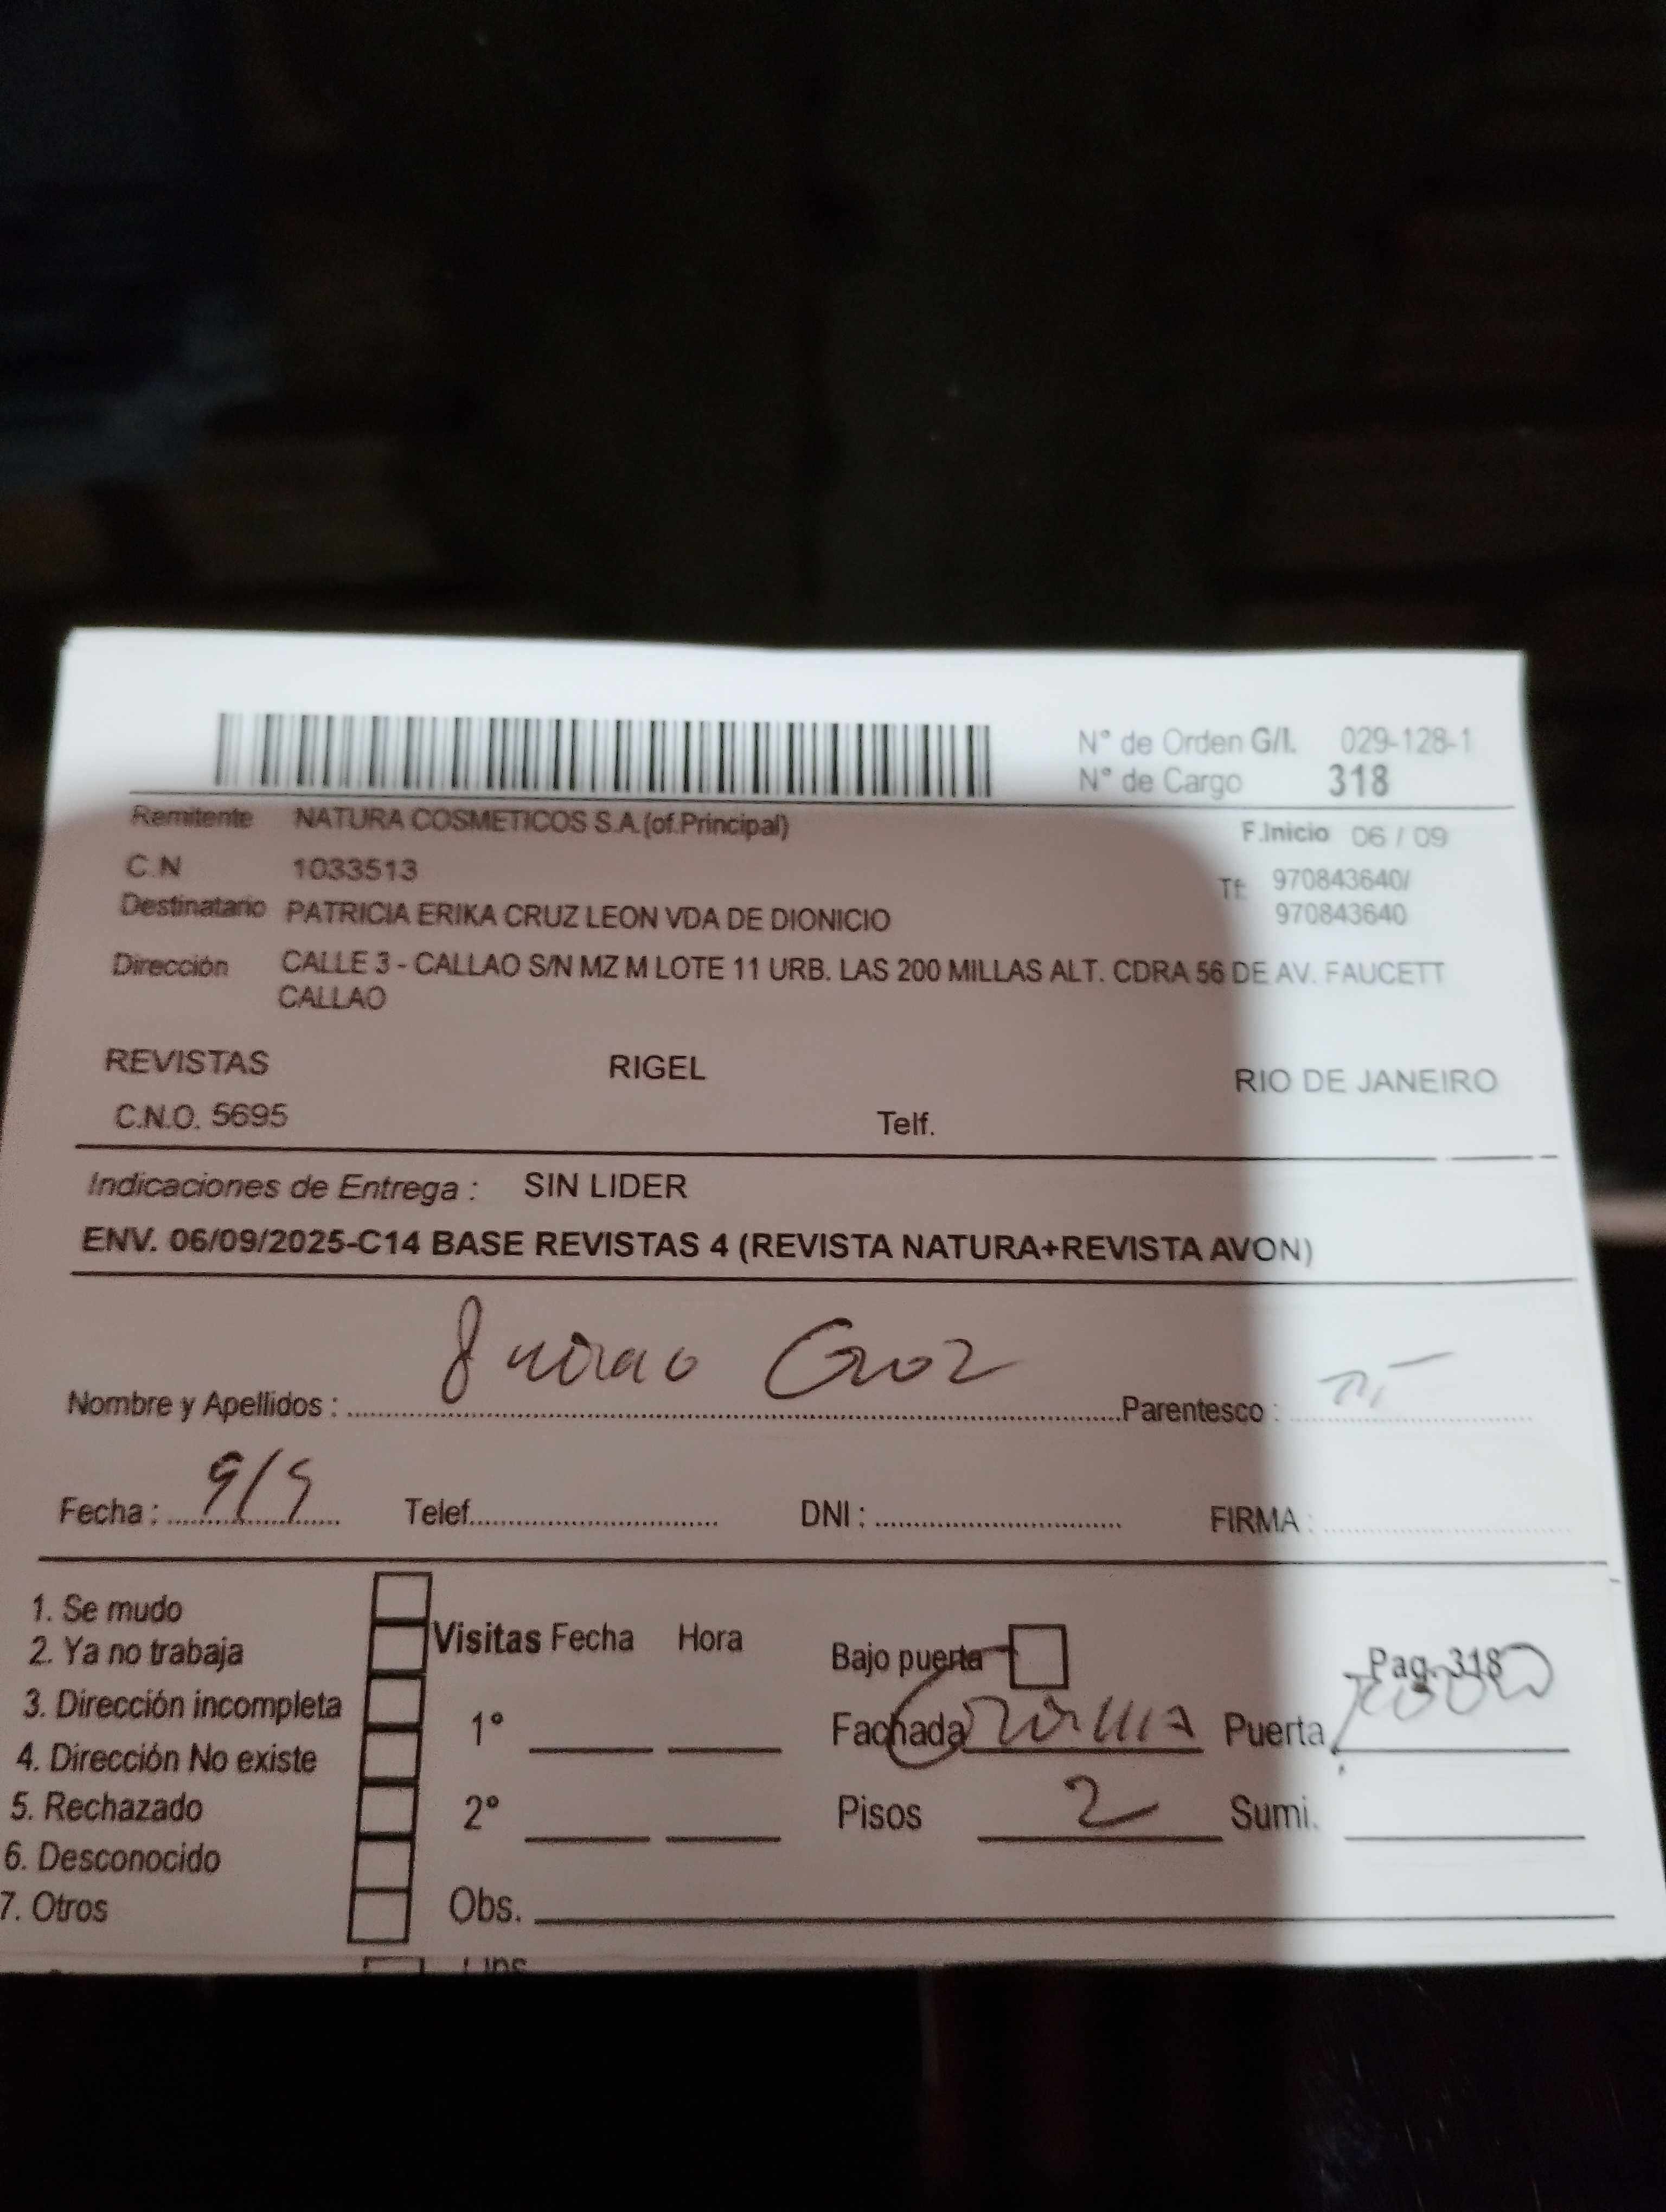 N° de Orden G/I. 029-128-1
N° de Cargo 318
Remitente NATURA COSMETICOS S.A.(of.Principal)
F.Inicio 06 / 09
C.N 1033513
Tf: 970843640/
970843640
Destinatario PATRICIA ERIKA CRUZ LEON VDA DE DIONICIO
Dirección CALLE 3 - CALLAO S/N MZ M LOTE 11 URB. LAS 200 MILLAS ALT. CDRA 56 DE AV. FAUCETT
CALLAO
REVISTAS RIGEL RIO DE JANEIRO
C.N.O. 5695 Telf.
Indicaciones de Entrega : SIN LIDER
ENV. 06/09/2025-C14 BASE REVISTAS 4 (REVISTA NATURA+REVISTA AVON)
Nombre y Apellidos : Cruz Parentesco :
Fecha : 9/9 Telef. DNI : FIRMA :
1. Se mudo
2. Ya no trabaja
3. Dirección incompleta
4. Dirección No existe
5. Rechazado
6. Desconocido
7. Otros
Visitas Fecha Hora
1°
2°
Obs.
Bajo puerta Pag. 318
Fachada Puerta
Pisos 2 Sumi.